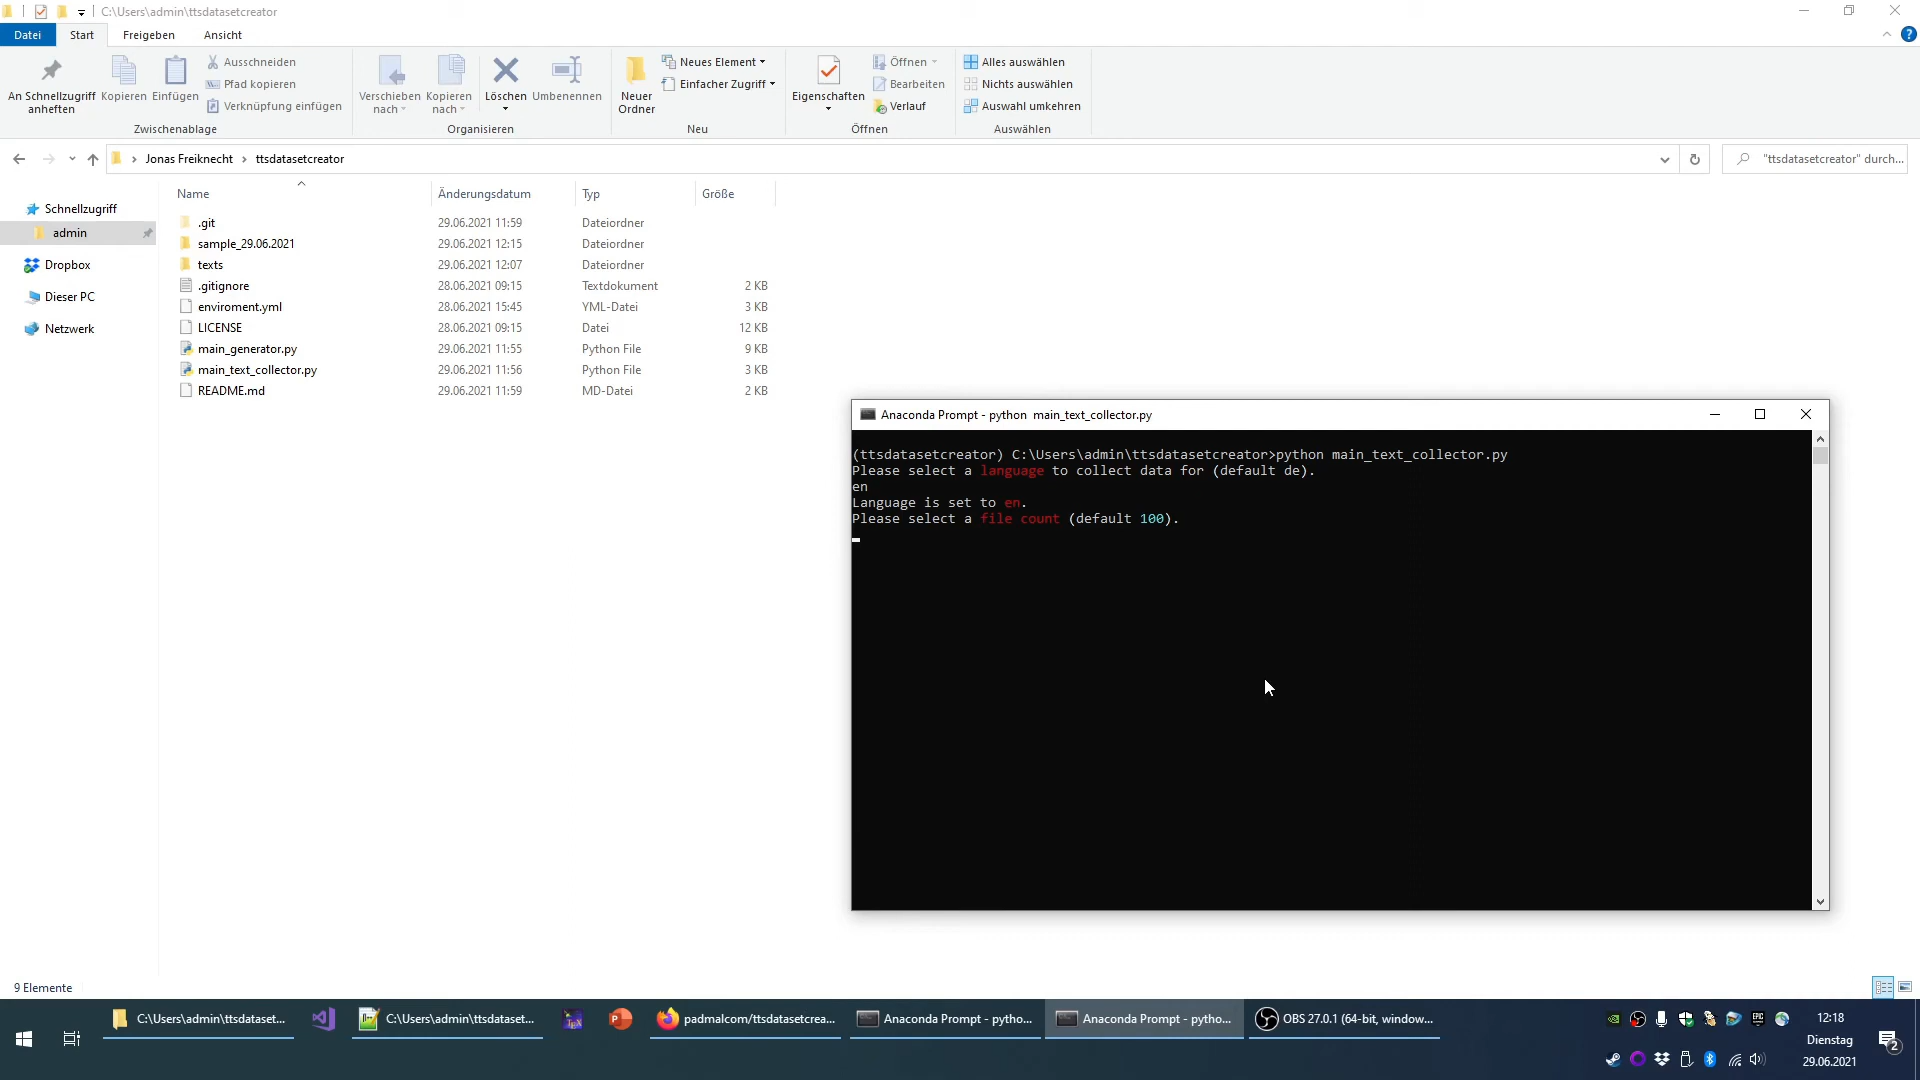 C:\Users\admin\ttsdatasetcreator
Datei Start Freigeben Ansicht
An Schnellzugriff anheften
Kopieren
Einfügen
Ausschneiden
Pfad kopieren
Verknüpfung einfügen
Zwischenablage
Verschieben nach
Kopieren nach
Löschen
Umbenennen
Organisieren
Neuer Ordner
Neues Element
Einfacher Zugriff
Neu
Eigenschaften
Öffnen
Bearbeiten
Verlauf
Öffnen
Alles auswählen
Nichts auswählen
Auswahl umkehren
Auswählen
Jonas Freiknecht › ttsdatasetcreator
"ttsdatasetcreator" durch...
Schnellzugriff
admin
Dropbox
Dieser PC
Netzwerk
Name Änderungsdatum Typ Größe
.git 29.06.2021 11:59 Dateiordner
sample_29.06.2021 29.06.2021 12:15 Dateiordner
texts 29.06.2021 12:07 Dateiordner
.gitignore 28.06.2021 09:15 Textdokument 2 KB
enviroment.yml 28.06.2021 15:45 YML-Datei 3 KB
LICENSE 28.06.2021 09:15 Datei 12 KB
main_generator.py 29.06.2021 11:55 Python File 9 KB
main_text_collector.py 29.06.2021 11:56 Python File 3 KB
README.md 29.06.2021 11:59 MD-Datei 2 KB
Anaconda Prompt - python  main_text_collector.py
(ttsdatasetcreator) C:\Users\admin\ttsdatasetcreator>python main_text_collector.py
Please select a language to collect data for (default de).
en
Language is set to en.
Please select a file count (default 100).
9 Elemente
C:\Users\admin\ttsdataset...
C:\Users\admin\ttsdataset...
padmalcom/ttsdatasetcrea...
Anaconda Prompt - pytho...
Anaconda Prompt - pytho...
OBS 27.0.1 (64-bit, window...
12:18
Dienstag
29.06.2021
2